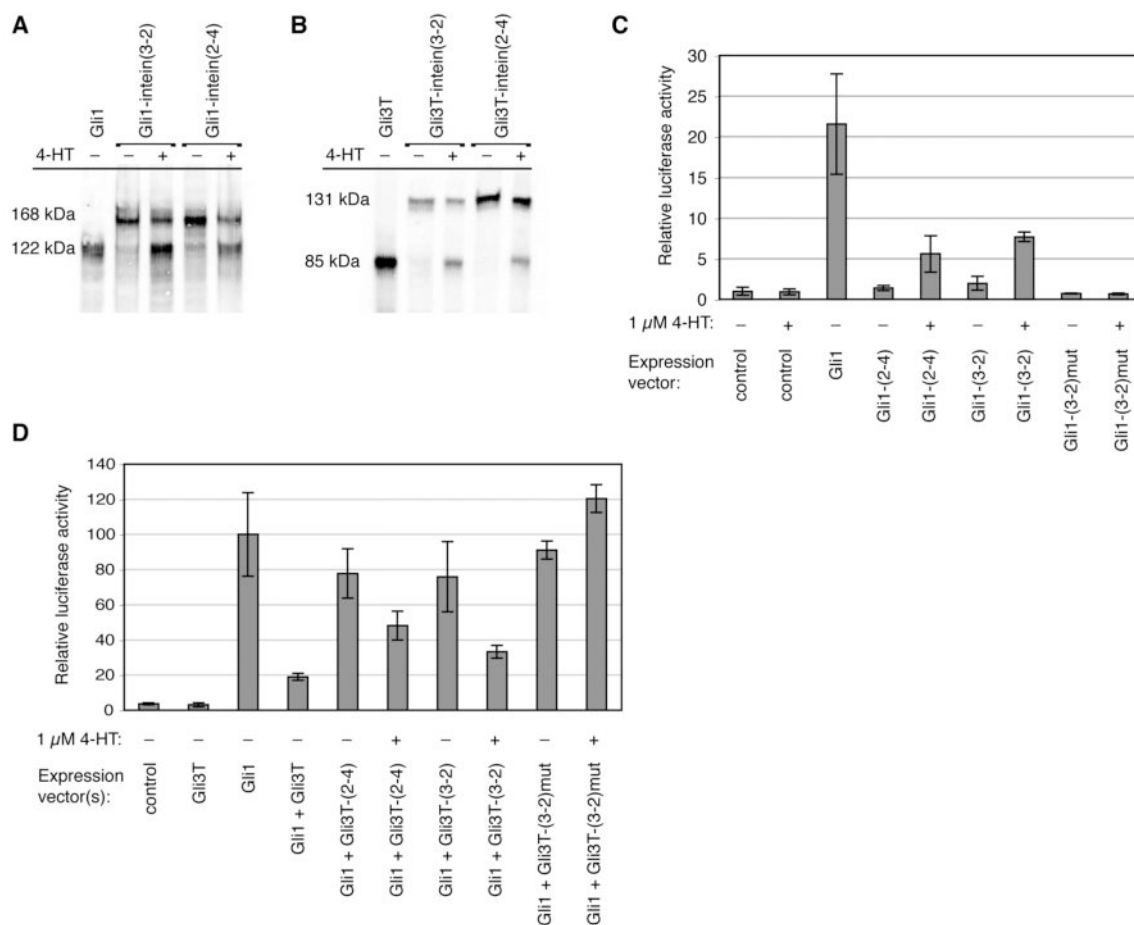 A
Gli1
Gli1-intein(3-2)
Gli1-intein(2-4)
4-HT – – + – +
168 kDa
122 kDa
B
Gli3T
Gli3T-intein(3-2)
Gli3T-intein(2-4)
4-HT – – + – +
131 kDa
85 kDa
C
Relative luciferase activity
30
25
20
15
10
5
0
1 µM 4-HT: – + – – + – + – +
Expression
vector:
control
control
Gli1
Gli1-(2-4)
Gli1-(2-4)
Gli1-(3-2)
Gli1-(3-2)
Gli1-(3-2)mut
Gli1-(3-2)mut
D
Relative luciferase activity
140
120
100
80
60
40
20
0
1 µM 4-HT: – – – – – + – + – +
Expression
vector(s):
control
Gli3T
Gli1
Gli1 + Gli3T
Gli1 + Gli3T-(2-4)
Gli1 + Gli3T-(2-4)
Gli1 + Gli3T-(3-2)
Gli1 + Gli3T-(3-2)
Gli1 + Gli3T-(3-2)mut
Gli1 + Gli3T-(3-2)mut